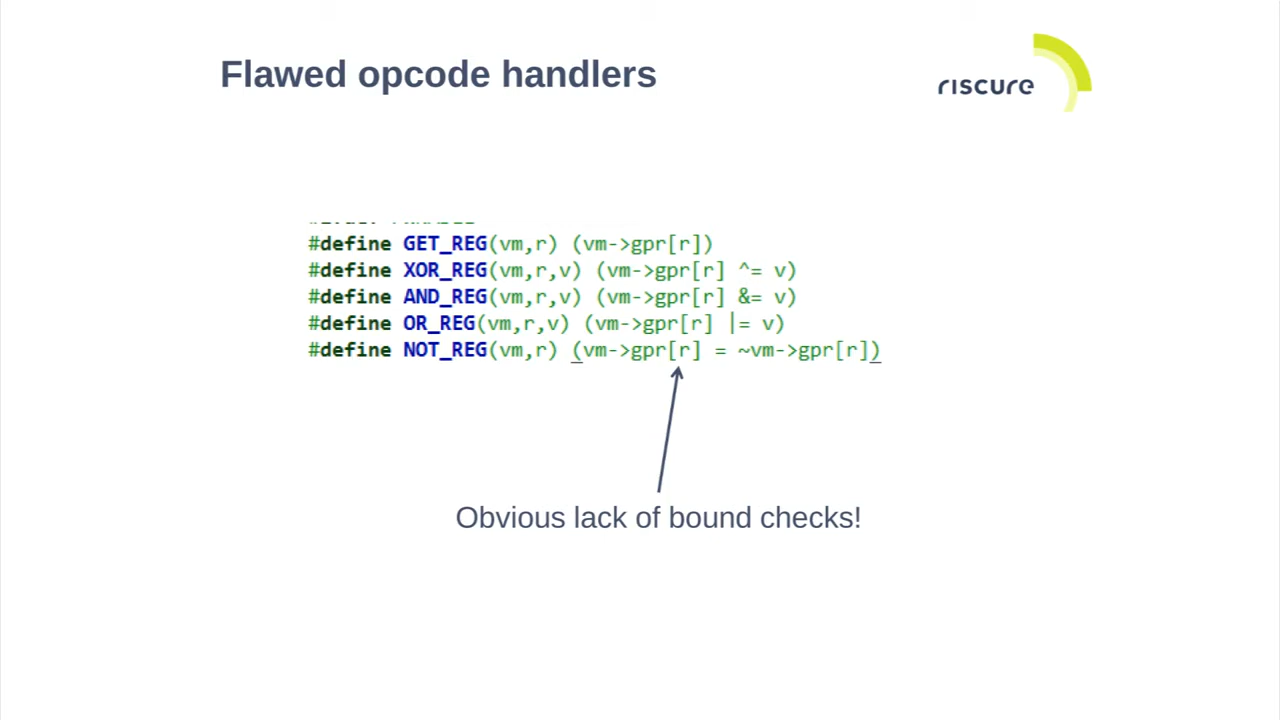 Flawed opcode handlers
riscure
#define GET_REG(vm,r) (vm->gpr[r])
#define XOR_REG(vm,r,v) (vm->gpr[r] ^= v)
#define AND_REG(vm,r,v) (vm->gpr[r] &= v)
#define OR_REG(vm,r,v) (vm->gpr[r] |= v)
#define NOT_REG(vm,r) (vm->gpr[r] = ~vm->gpr[r])
Obvious lack of bound checks!